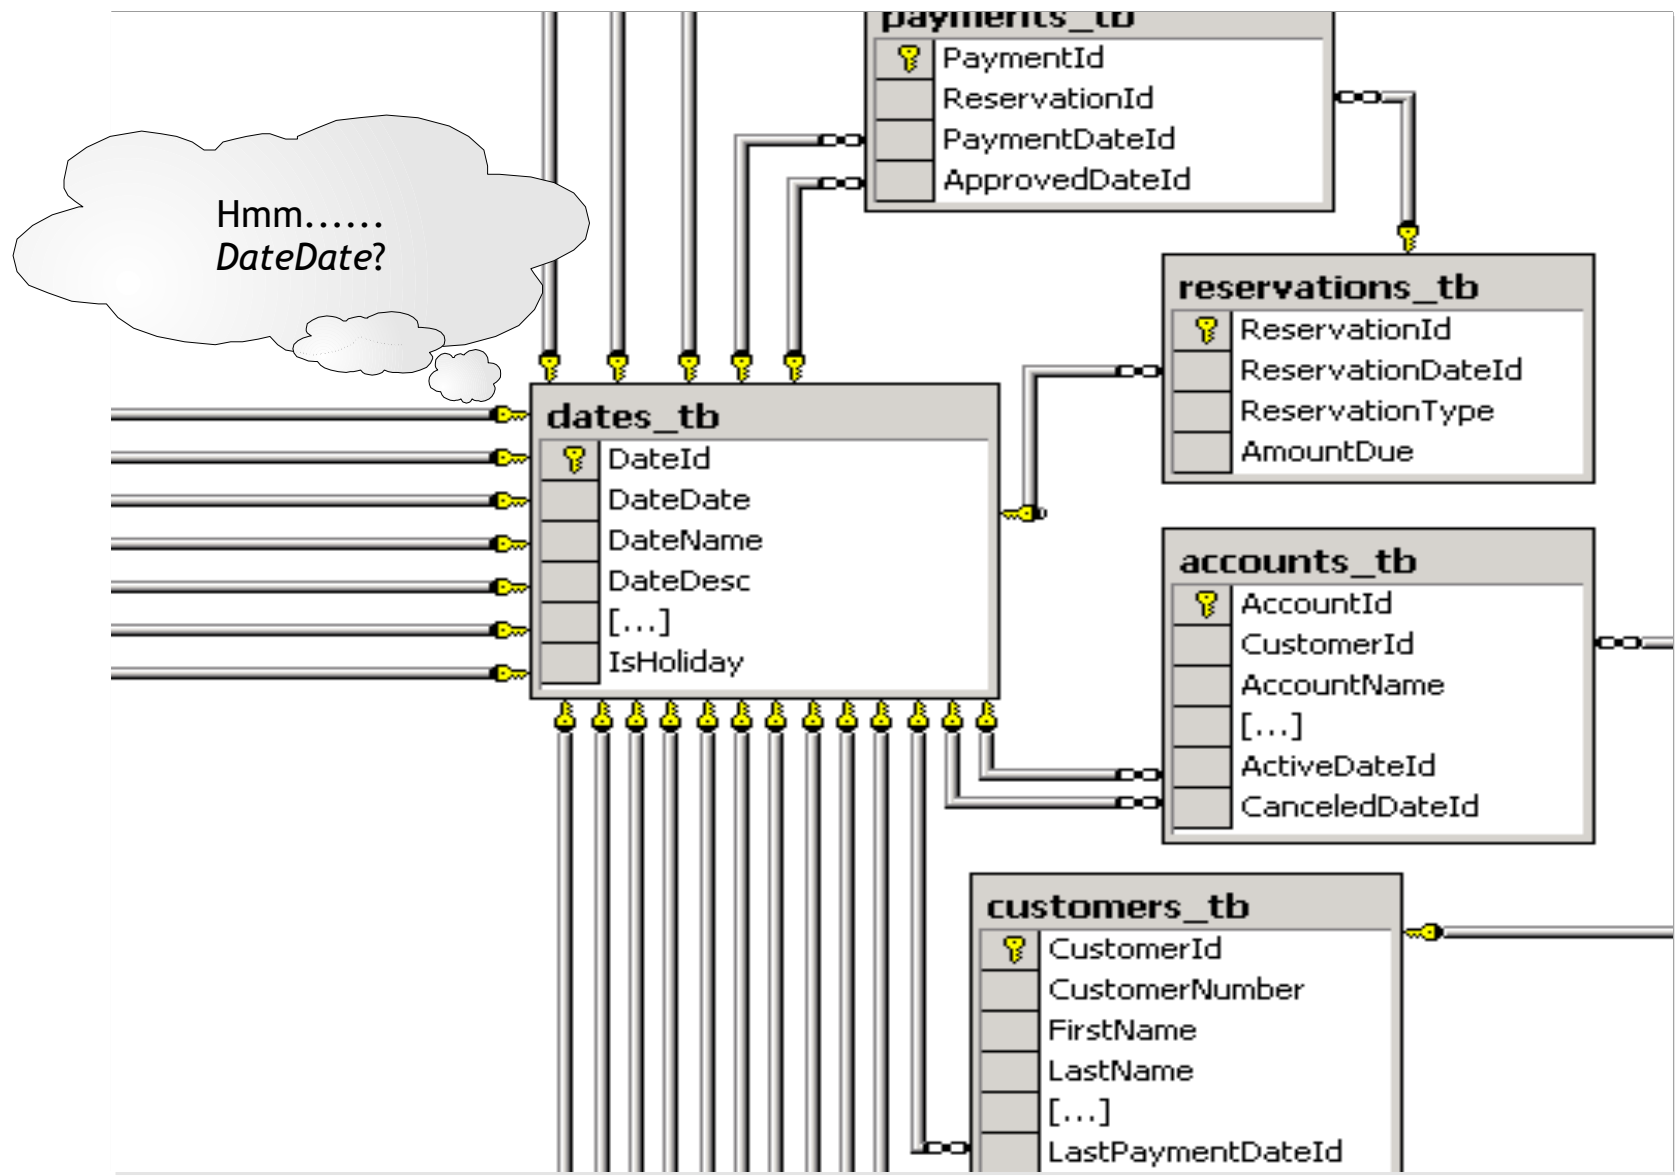 payments_tb
PaymentId
ReservationId
PaymentDateId
ApprovedDateId
Hmm......
DateDate?
reservations_tb
ReservationId
ReservationDateId
ReservationType
AmountDue
dates_tb
DateId
DateDate
DateName
DateDesc
[...]
IsHoliday
accounts_tb
AccountId
CustomerId
AccountName
[...]
ActiveDateId
CanceledDateId
customers_tb
CustomerId
CustomerNumber
FirstName
LastName
[...]
LastPaymentDateId